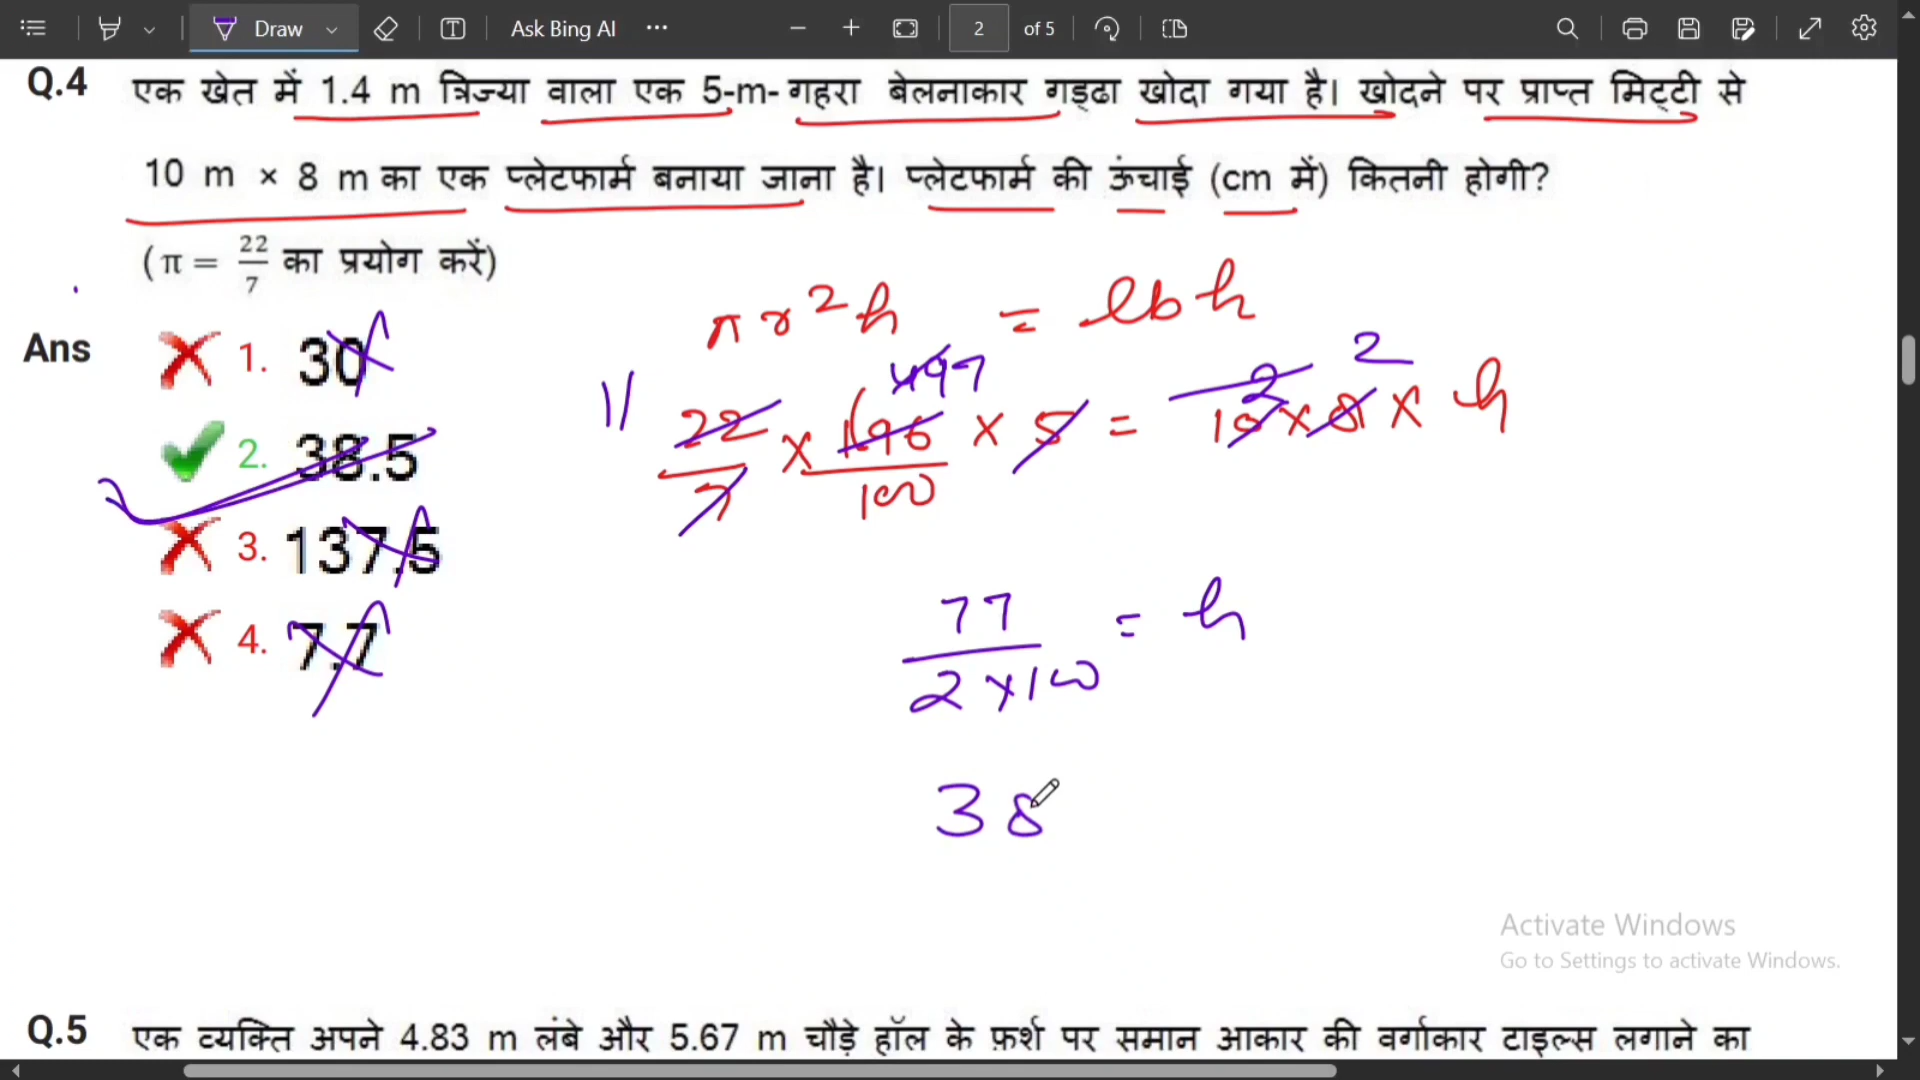 Draw
Ask Bing AI
2 of 5
Q.4 एक खेत में 1.4 m त्रिज्या वाला एक 5-m- गहरा बेलनाकार गड्ढा खोदा गया है। खोदने पर प्राप्त मिट्टी से
10 m × 8 m का एक प्लेटफार्म बनाया जाना है। प्लेटफार्म की ऊंचाई (cm में) कितनी होगी?
(π = 22/7 का प्रयोग करें)
πr²h = lbh
Ans 1. 30
2. 38.5
3. 137.5
4. 7.7
11
22/7 × 196/100 × 5 = 10 × 8 × h
2 2
77/2×100 = h
38
Activate Windows
Go to Settings to activate Windows.
Q.5 एक व्यक्ति अपने 4.83 m लंबे और 5.67 m चौड़े हॉल के फ़र्श पर समान आकार की वर्गाकार टाइल्स लगाने का